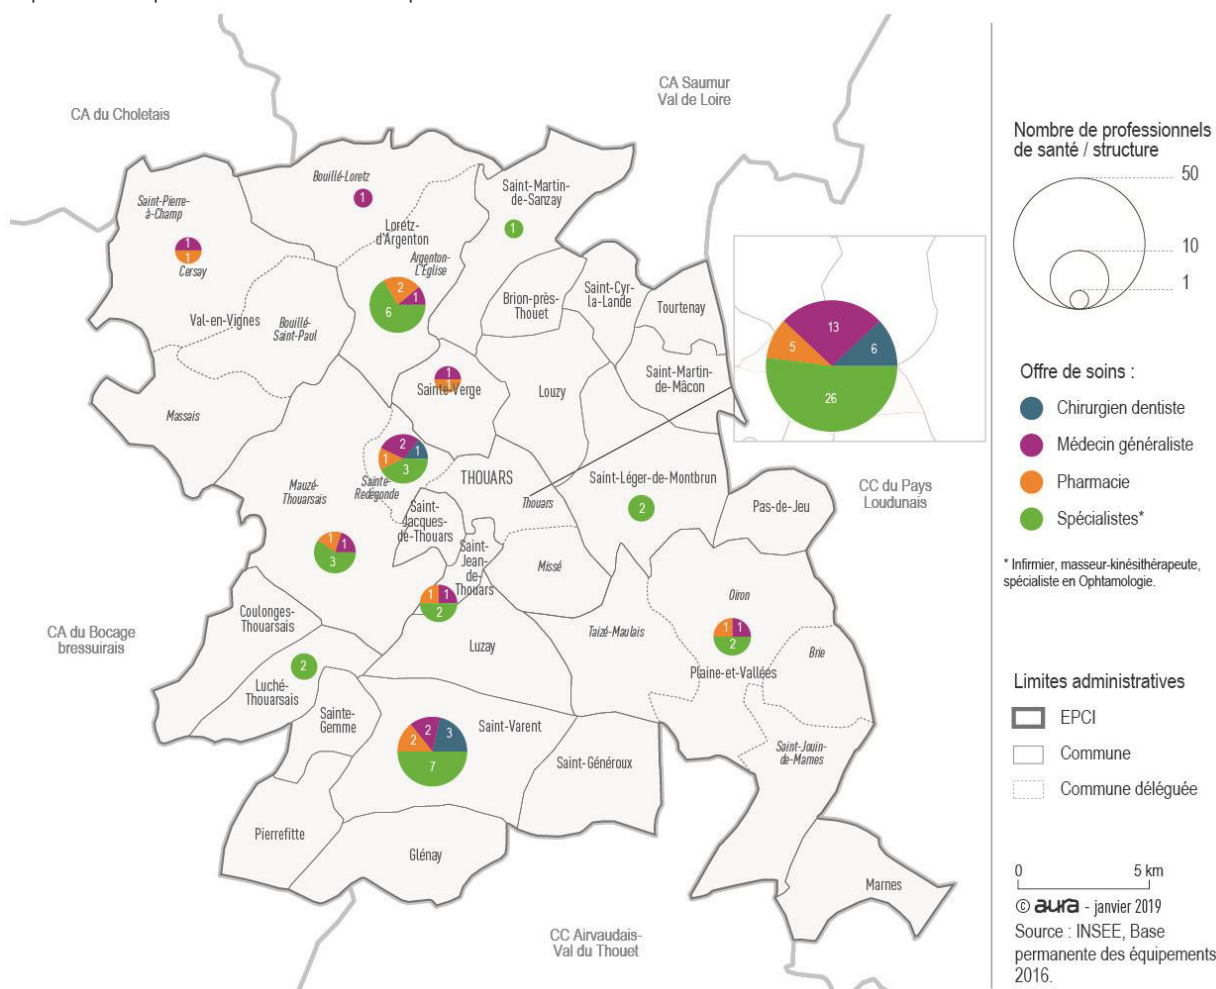 CA Saumur
Val de Loire
CA du Choletais
Bouillé-Loretz
1
Saint-Martin-
de-Sanzay
1
Saint-Pierre-
à-Champ
1
1
Cersay
Loretz-
d'Argenton
Argenton-
L'Église
2
1
6
Brion-près-
Thouet
Saint-Cyr-
la-Lande
Tourtenay
Val-en-Vignes
Bouillé-
Saint-Paul
1
1
Sainte-Verge
Louzy
Saint-Martin-
de-Mâcon
Massais
13
5
6
26
2
1
1
3
Mauzé-
Thouarsais
Sainte-
Redégonde
THOUARS
Thouars
Saint-Léger-de-Montbrun
2
Pas-de-Jeu
CC du Pays
Loudunais
Saint-
Jacques-
de-Thouars
1
1
3
Saint-
Jean-
de-
Thouars
Missé
1
1
2
Oiron
1
1
2
Coulonges-
Thouarsais
CA du Bocage
bressuirais
Taizé-Maulais
Luzay
Brie
Plaine-et-Vallées
2
Luché-
Thouarsais
Sainte-
Gemme
2
3
2
7
Saint-Varent
Saint-Généroux
Saint-Jouin-
de-Marnes
Pierrefitte
Glénay
Marnes
CC Airvaudais-
Val du Thouet
Nombre de professionnels
de santé / structure
50
10
1
Offre de soins :
Chirurgien dentiste
Médecin généraliste
Pharmacie
Spécialistes*
* Infirmier, masseur-kinésithérapeute,
spécialiste en Ophtamologie.
Limites administratives
EPCI
Commune
Commune déléguée
0 5 km
© aura - janvier 2019
Source : INSEE, Base
permanente des équipements
2016.